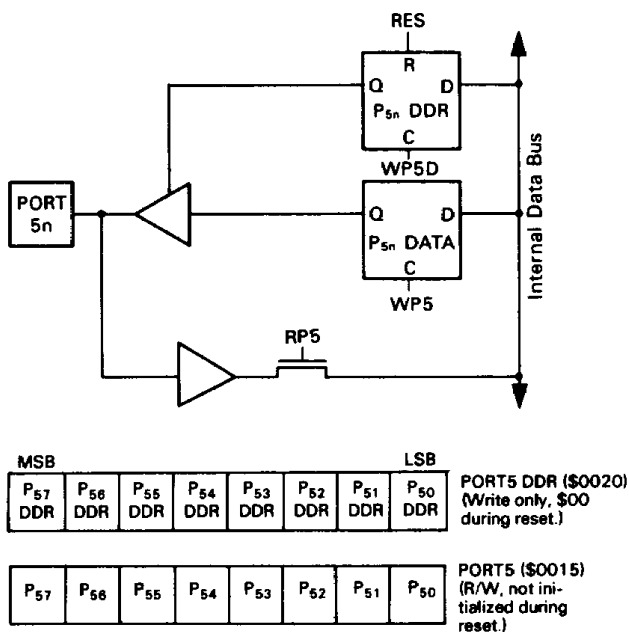 RES
R
Q D
P5n DDR
C
WP5D
Internal Data Bus
PORT
5n
Q D
P5n DATA
C
WP5
RP5
MSB LSB
P57 DDR P56 DDR P55 DDR P54 DDR P53 DDR P52 DDR P51 DDR P50 DDR
PORT5 DDR ($0020)
(Write only, $00
during reset.)
P57 P56 P55 P54 P53 P52 P51 P50
PORT5 ($0015)
(R/W, not ini-
tialized during
reset.)